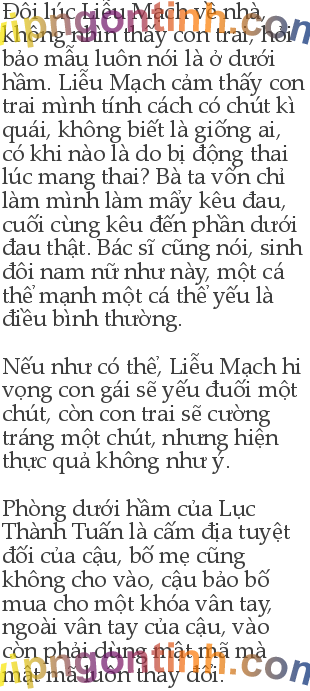 Đôi lúc Liễu Mạch về nhà,
không nhìn thấy con trai, hỏi
bảo mẫu luôn nói là ở dưới
hầm. Liễu Mạch cảm thấy con
trai mình tính cách có chút kì
quái, không biết là giống ai,
có khi nào là do bị động thai
lúc mang thai? Bà ta vốn chỉ
làm mình làm mẩy kêu đau,
cuối cùng kêu đến phần dưới
đau thật. Bác sĩ cũng nói, sinh
đôi nam nữ như này, một cá
thể mạnh một cá thể yếu là
điều bình thường.
Nếu như có thể, Liễu Mạch hi
vọng con gái sẽ yếu đuối một
chút, còn con trai sẽ cường
tráng một chút, nhưng hiện
thực quả không như ý.
Phòng dưới hầm của Lục
Thành Tuấn là cấm địa tuyệt
đối của cậu, bố mẹ cũng
không cho vào, cậu bảo bố
mua cho một khóa vân tay,
ngoài vân tay của cậu, vào
còn phải dùng mật mã mà
mật mã luôn thay đổi.
vipngontinh.com
vipngontinh.com